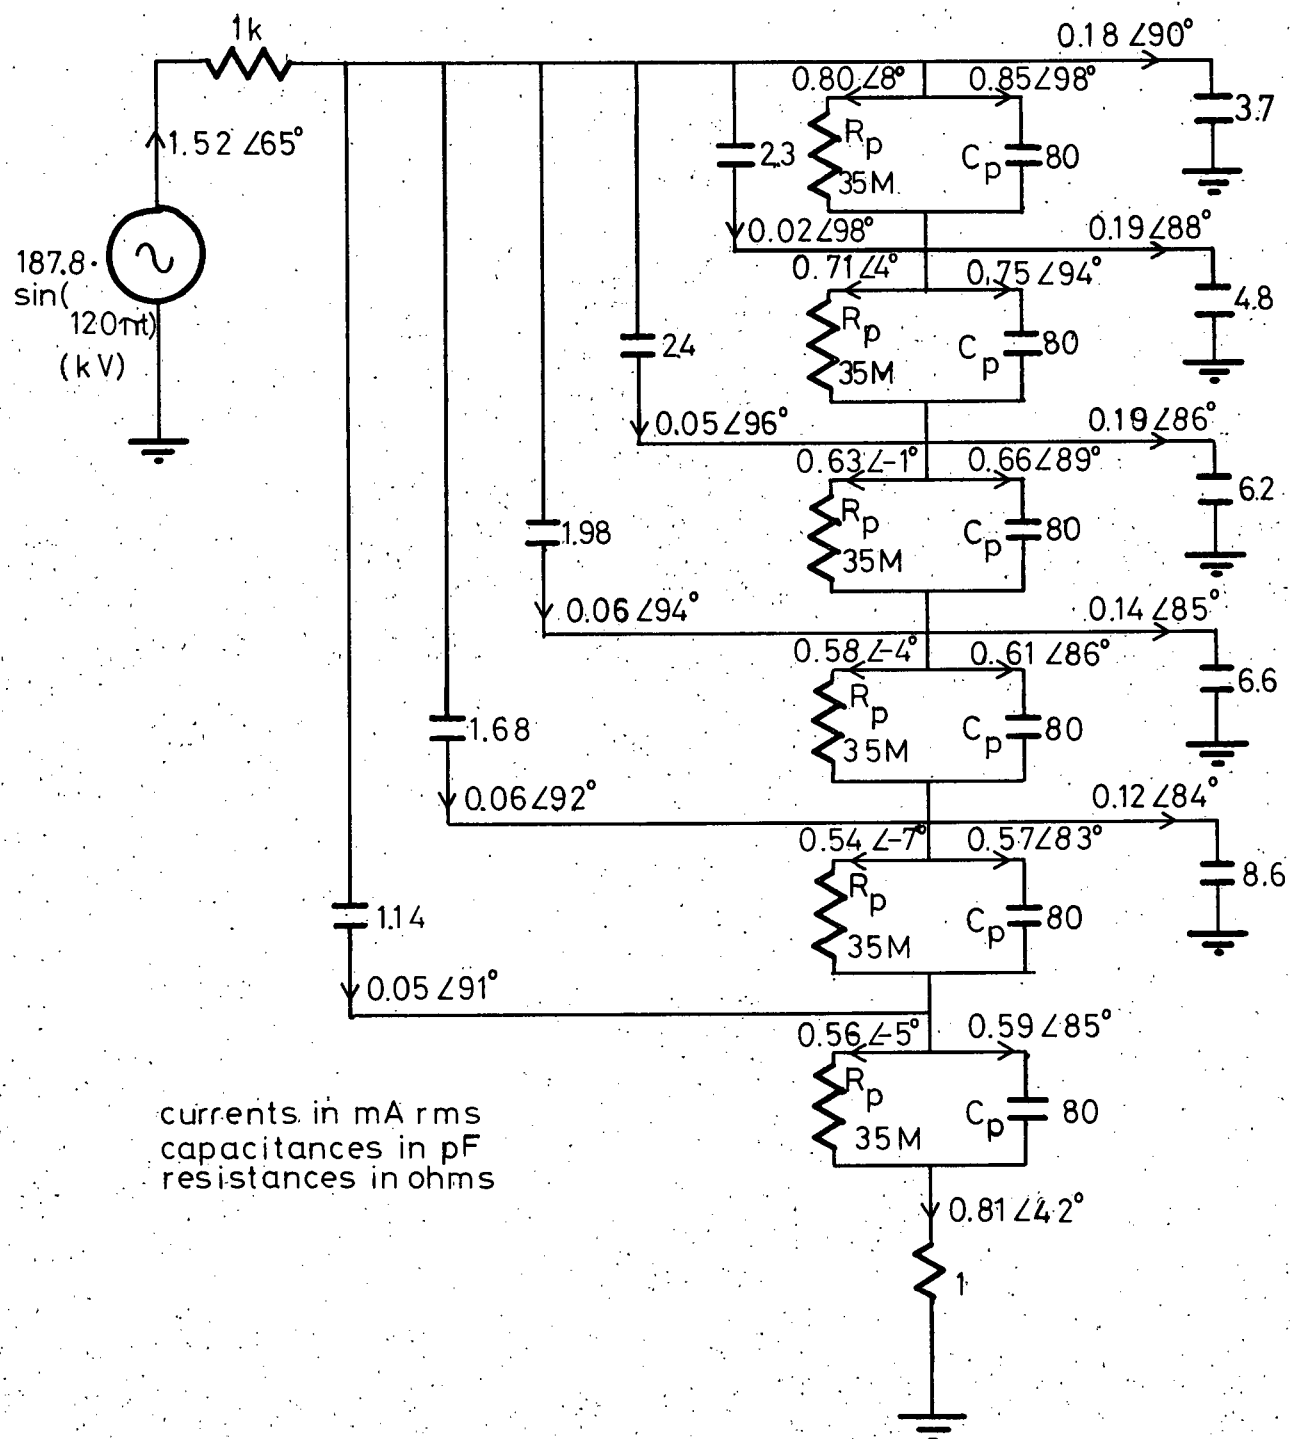 1k
0.18 ∠90°
0.80∠8°
0.85∠98°
3.7
1.52 ∠65°
2.3
Rp
35M
Cp
80
187.8·
sin(
120πt)
(kV)
0.02∠98°
0.19∠88°
0.71∠4°
0.75∠94°
4.8
24
Rp
35M
Cp
80
0.05∠96°
0.19∠86°
0.63∠-1°
0.66∠89°
6.2
1.98
Rp
35M
Cp
80
0.06 ∠94°
0.14 ∠85°
0.58 ∠-4°
0.61 ∠86°
6.6
1.68
Rp
35M
Cp
80
0.06∠92°
0.12 ∠84°
0.54 ∠-7°
0.57∠83°
8.6
1.14
Rp
35M
Cp
80
0.05 ∠91°
0.56 ∠-5°
0.59 ∠85°
Rp
35M
Cp
80
currents in mA rms
capacitances in pF
resistances in ohms
0.81 ∠42°
1